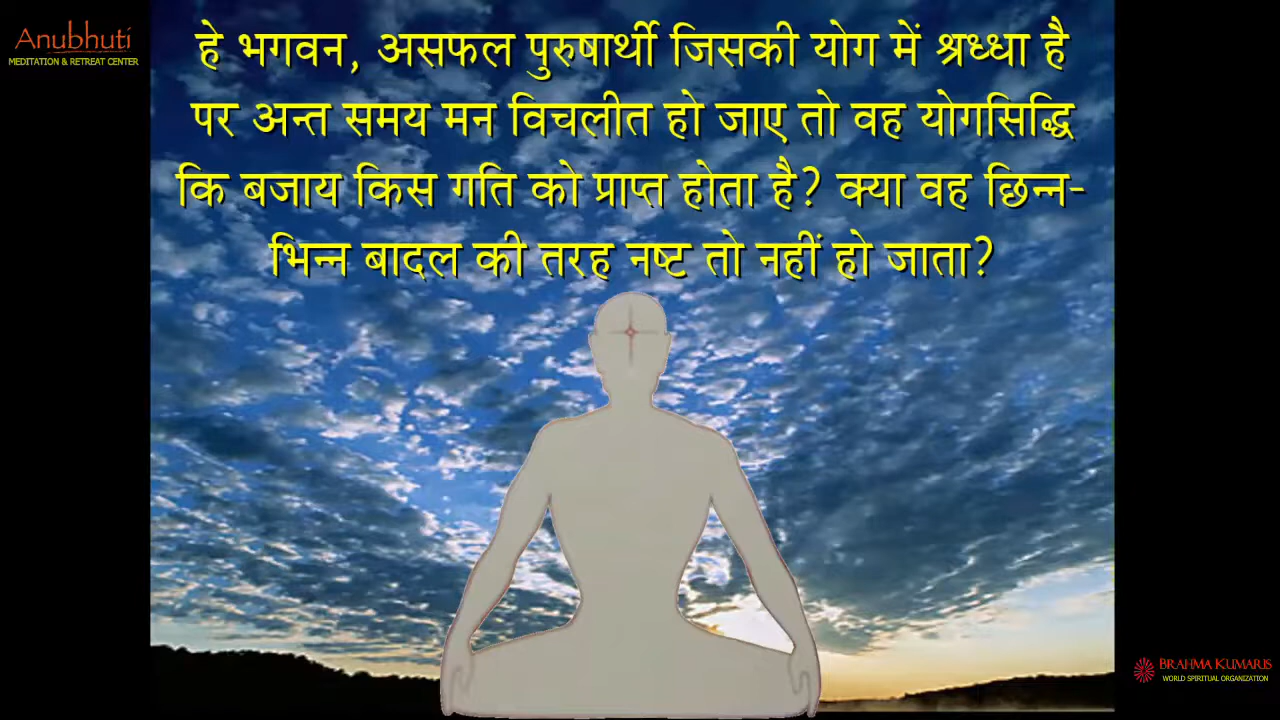 Anubhuti
MEDITATION & RETREAT CENTER
हे भगवन, असफल पुरुषार्थी जिसकी योग में श्रध्धा है
पर अन्त समय मन विचलीत हो जाए तो वह योगसिद्धि
कि बजाय किस गति को प्राप्त होता है? क्या वह छिन्न-
भिन्न बादल की तरह नष्ट तो नहीं हो जाता?
BRAHMA KUMARIS
WORLD SPIRITUAL ORGANIZATION